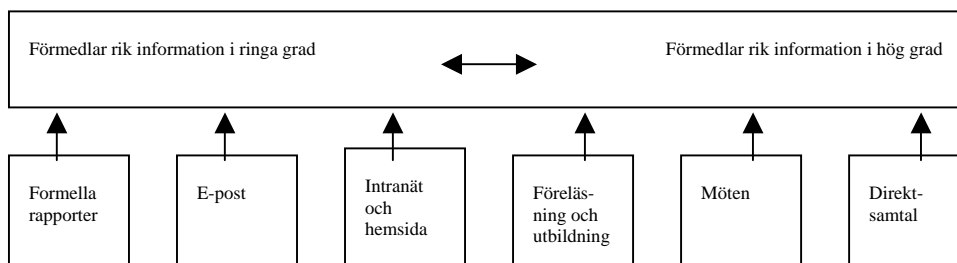 Förmedlar rik information i ringa grad
Förmedlar rik information i hög grad
Formella
rapporter
E-post
Intranät
och
hemsida
Föreläs-
ning och
utbildning
Möten
Direkt-
samtal